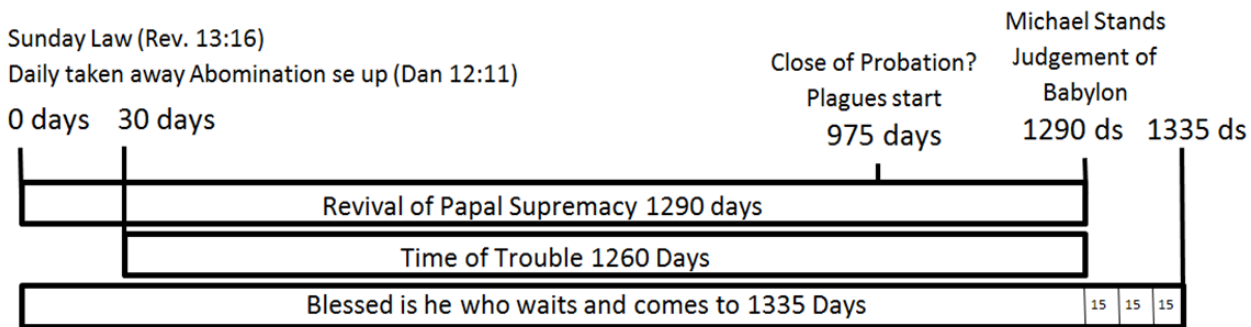 Sunday Law (Rev. 13:16)
Daily taken away Abomination se up (Dan 12:11)
0 days 30 days
Close of Probation?
Plagues start
975 days
Michael Stands
Judgement of
Babylon
1290 ds 1335 ds
Revival of Papal Supremacy 1290 days
Time of Trouble 1260 Days
Blessed is he who waits and comes to 1335 Days 15 15 15